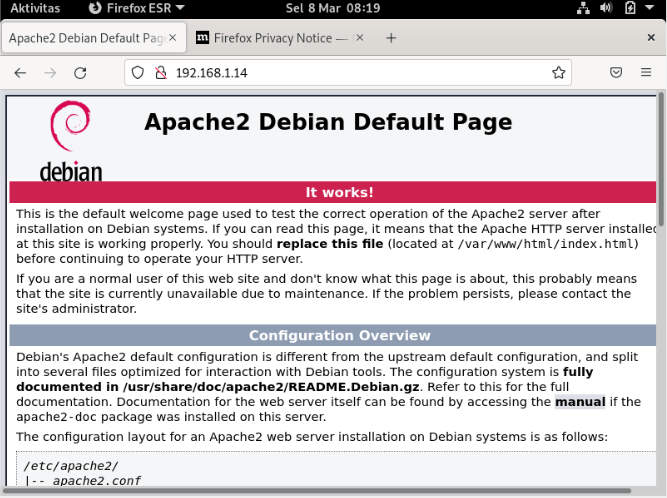 Aktivitas Firefox ESR Sel 8 Mar 08:19
Apache2 Debian Default Pag × Firefox Privacy Notice — × + ×
192.168.1.14
Apache2 Debian Default Page
debian
It works!
This is the default welcome page used to test the correct operation of the Apache2 server after
installation on Debian systems. If you can read this page, it means that the Apache HTTP server installed
at this site is working properly. You should replace this file (located at /var/www/html/index.html)
before continuing to operate your HTTP server.
If you are a normal user of this web site and don't know what this page is about, this probably means
that the site is currently unavailable due to maintenance. If the problem persists, please contact the
site's administrator.
Configuration Overview
Debian's Apache2 default configuration is different from the upstream default configuration, and split
into several files optimized for interaction with Debian tools. The configuration system is fully
documented in /usr/share/doc/apache2/README.Debian.gz. Refer to this for the full
documentation. Documentation for the web server itself can be found by accessing the manual if the
apache2-doc package was installed on this server.
The configuration layout for an Apache2 web server installation on Debian systems is as follows:
/etc/apache2/
|-- apache2.conf